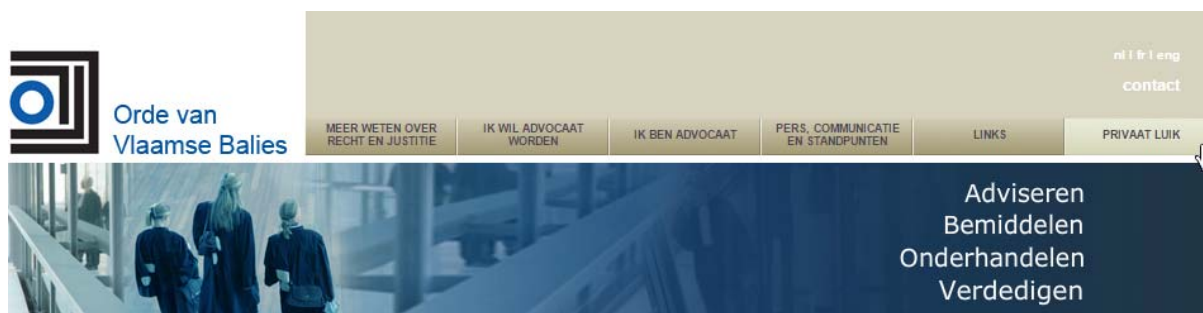 nl | fr | eng
contact
Orde van
Vlaamse Balies
MEER WETEN OVER
RECHT EN JUSTITIE
IK WIL ADVOCAAT
WORDEN
IK BEN ADVOCAAT
PERS, COMMUNICATIE
EN STANDPUNTEN
LINKS
PRIVAAT LUIK
Adviseren
Bemiddelen
Onderhandelen
Verdedigen